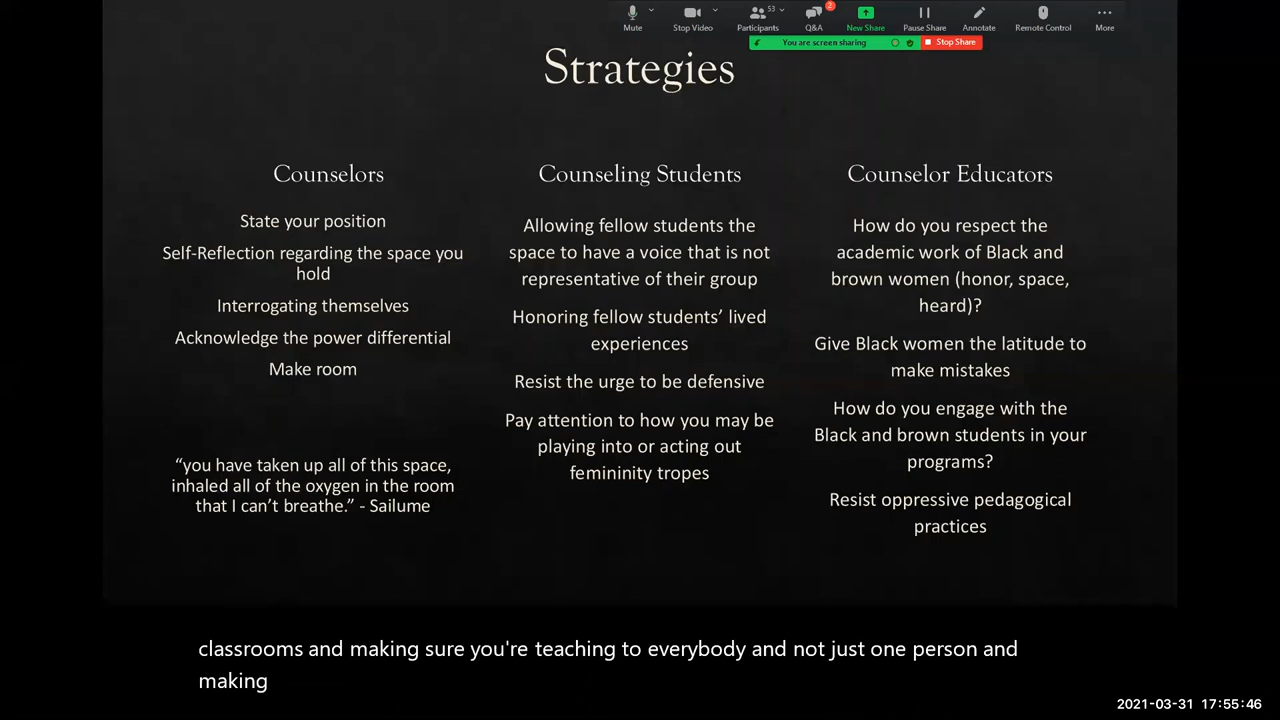 53
2
Mute
Stop Video
Participants
Q&A
New Share
Pause Share
Annotate
Remote Control
More
You are screen sharing
Stop Share
Strategies
Counselors
State your position
Self-Reflection regarding the space you
hold
Interrogating themselves
Acknowledge the power differential
Make room
“you have taken up all of this space,
inhaled all of the oxygen in the room
that I can’t breathe.” - Sailume
Counseling Students
Allowing fellow students the
space to have a voice that is not
representative of their group
Honoring fellow students’ lived
experiences
Resist the urge to be defensive
Pay attention to how you may be
playing into or acting out
femininity tropes
Counselor Educators
How do you respect the
academic work of Black and
brown women (honor, space,
heard)?
Give Black women the latitude to
make mistakes
How do you engage with the
Black and brown students in your
programs?
Resist oppressive pedagogical
practices
classrooms and making sure you're teaching to everybody and not just one person and
making
2021-03-31 17:55:46